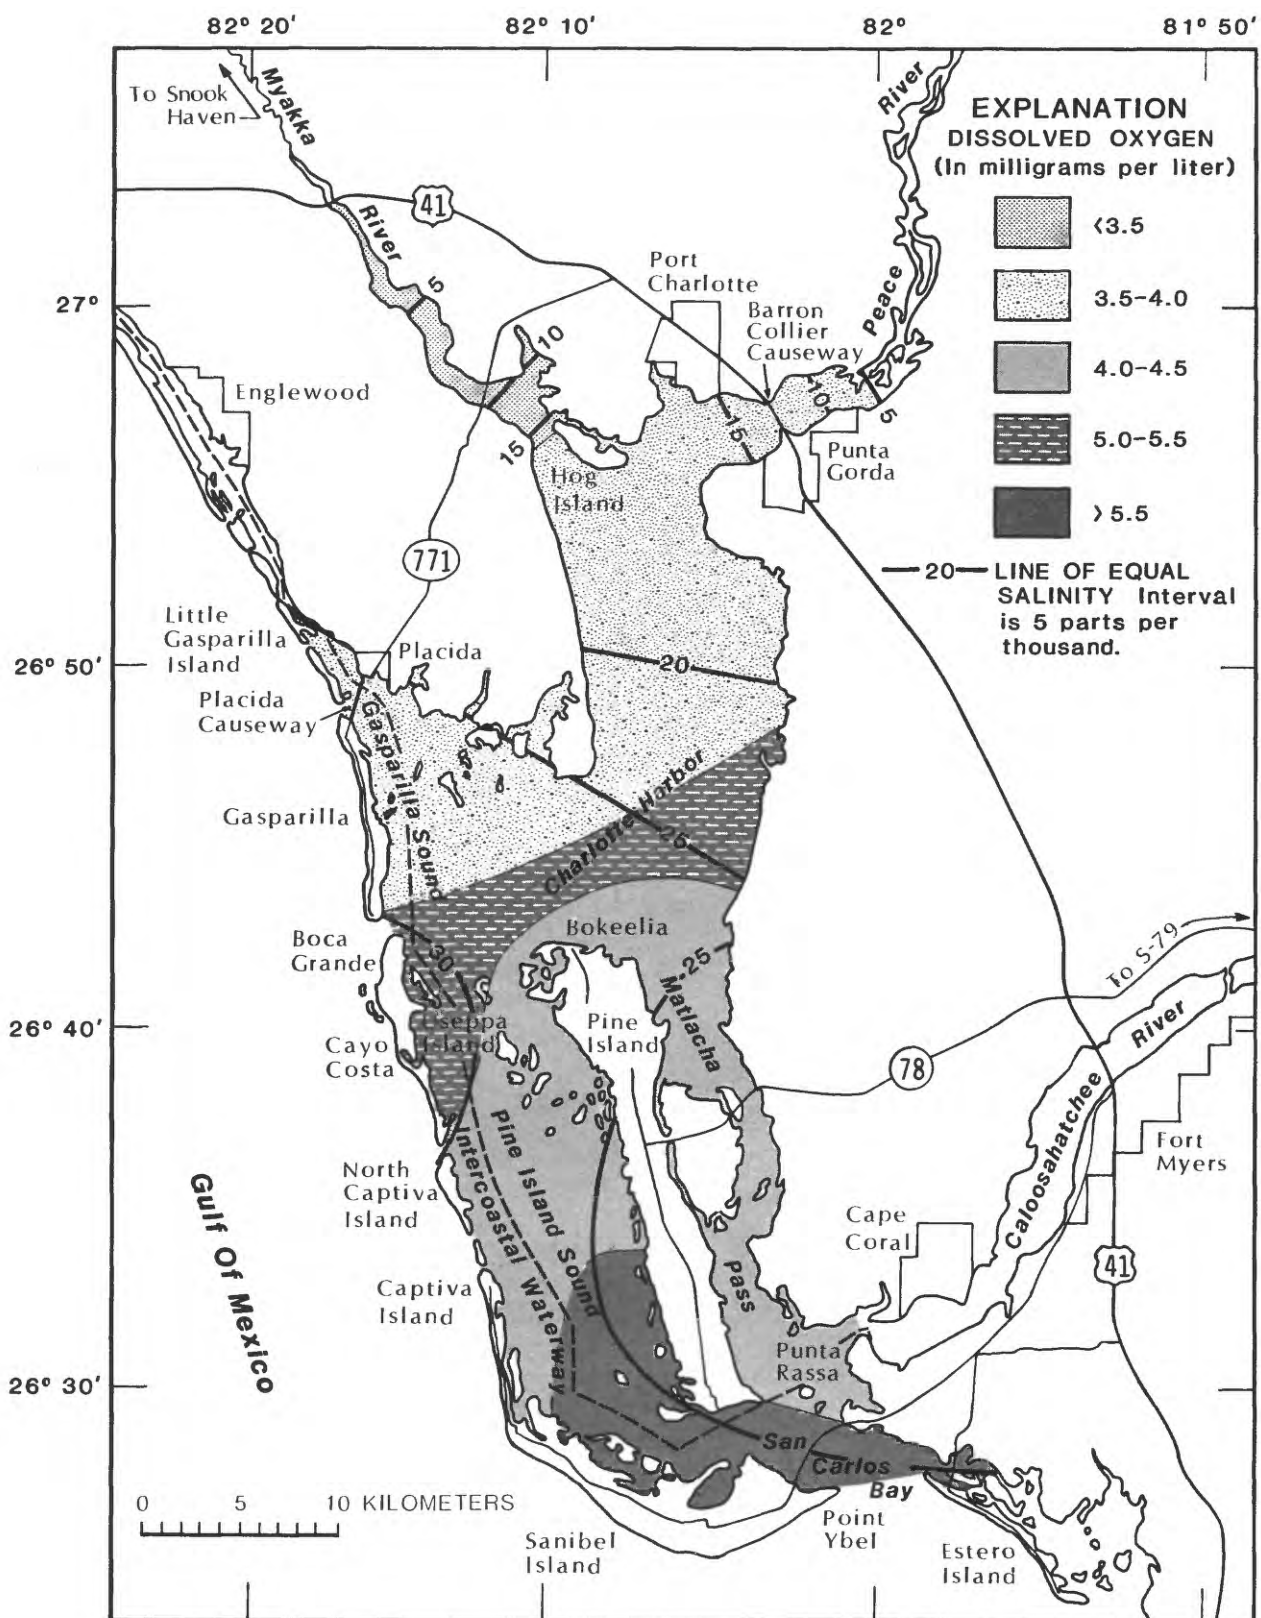 82° 20'
82° 10'
82°
81° 50'
To Snook
Haven
Myakka
River
41
River
Peace
EXPLANATION
DISSOLVED OXYGEN
(In milligrams per liter)
<3.5
3.5-4.0
4.0-4.5
5.0-5.5
>5.5
20
LINE OF EQUAL
SALINITY Interval
is 5 parts per
thousand.
27°
5
10
15
Port
Charlotte
Barron
Collier
Causeway
10
5
15
Punta
Gorda
Englewood
Hog
Island
771
Little
Gasparilla
Island
26° 50'
Placida
Placida
Causeway
20
Gasparilla Sound
Gasparilla
Charlotte Harbor
25
Boca
Grande
30
Bokeelia
25
Matlacha
Pass
To S-79
26° 40'
Useppa
Island
Cayo
Costa
Pine
Island
78
River
Caloosahatchee
Fort
Myers
Pine Island Sound
Intercoastal Waterway
North
Captiva
Island
Cape
Coral
41
Gulf Of Mexico
Captiva
Island
Punta
Rassa
26° 30'
San
Carlos
Bay
0 5 10 KILOMETERS
Point
Ybel
Sanibel
Island
Estero
Island